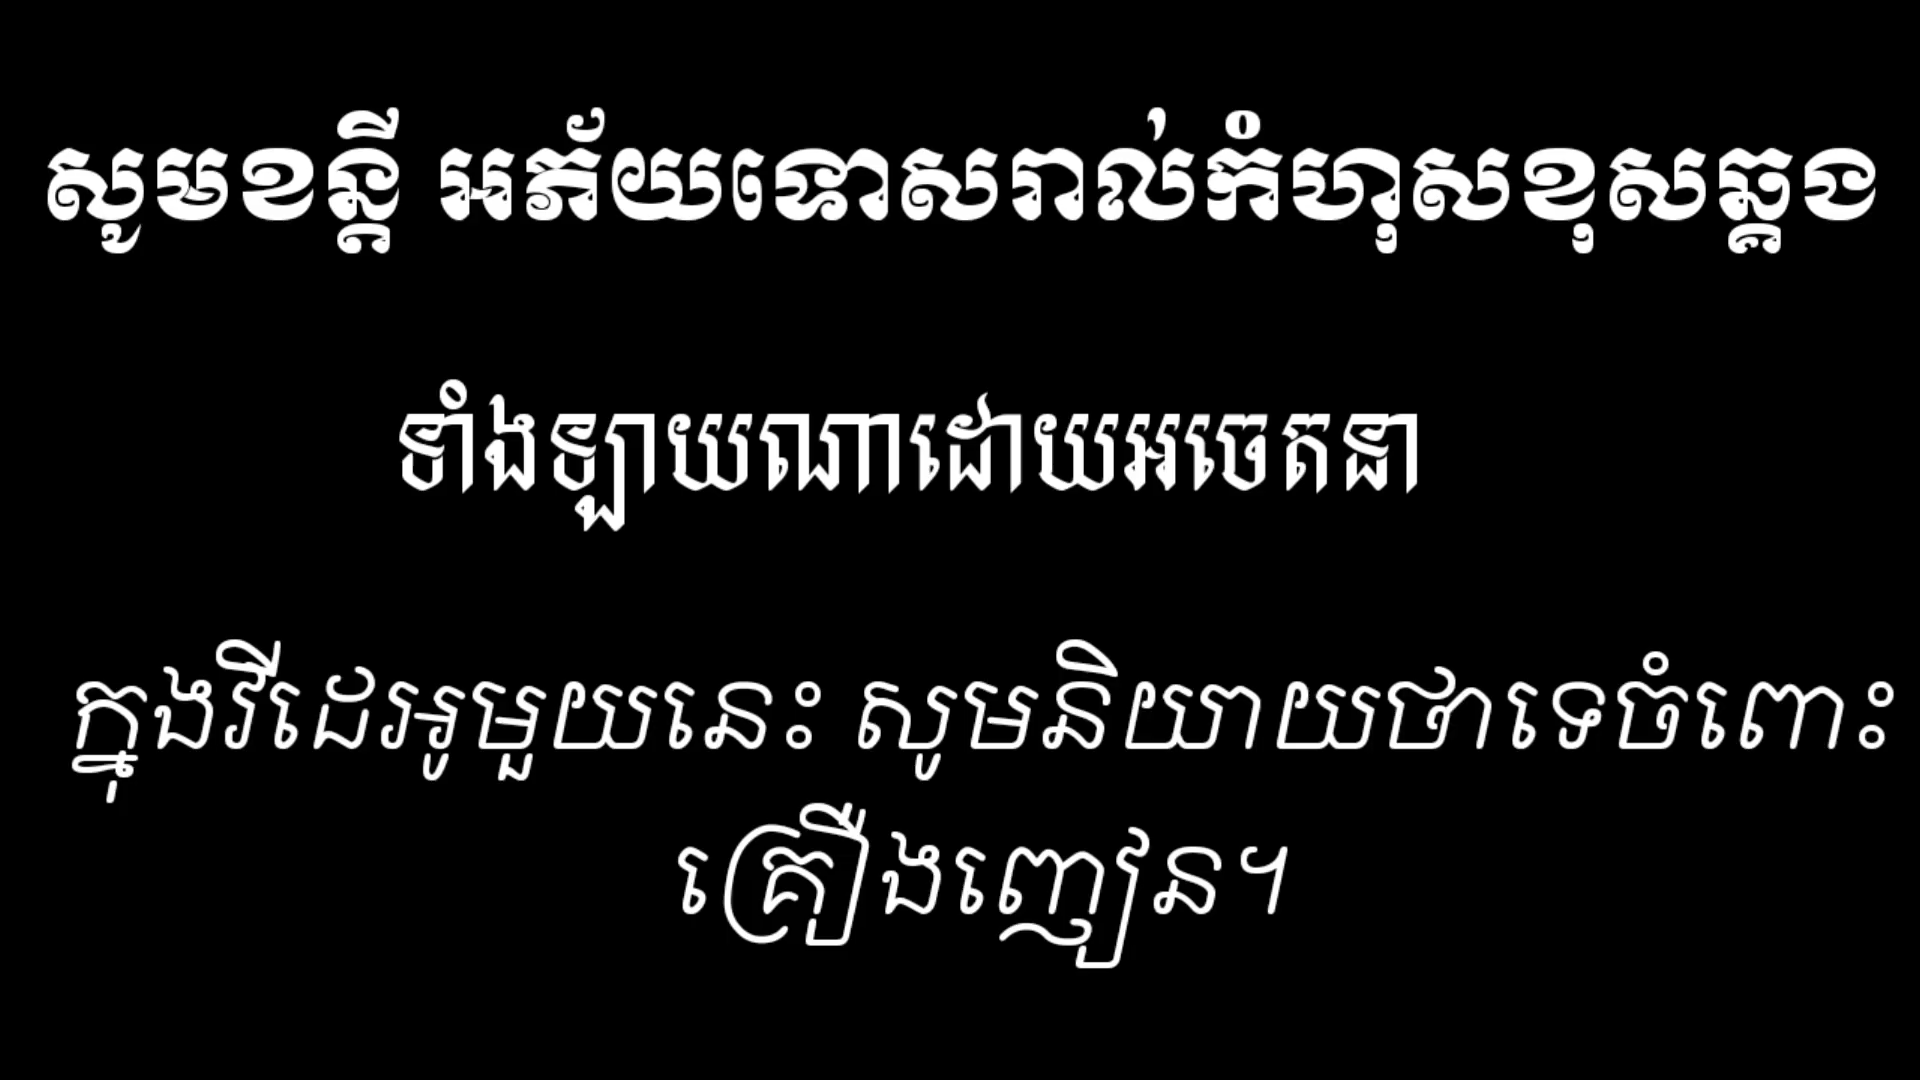 សូមខន្តី អភ័យទោសរាល់កំហុសខុសឆ្គង
ទាំងឡាយណាដោយអចេតនា
ក្នុងវីដេអូមួយនេះ សូមនិយាយថាទេចំពោះ
គ្រឿងញៀន។